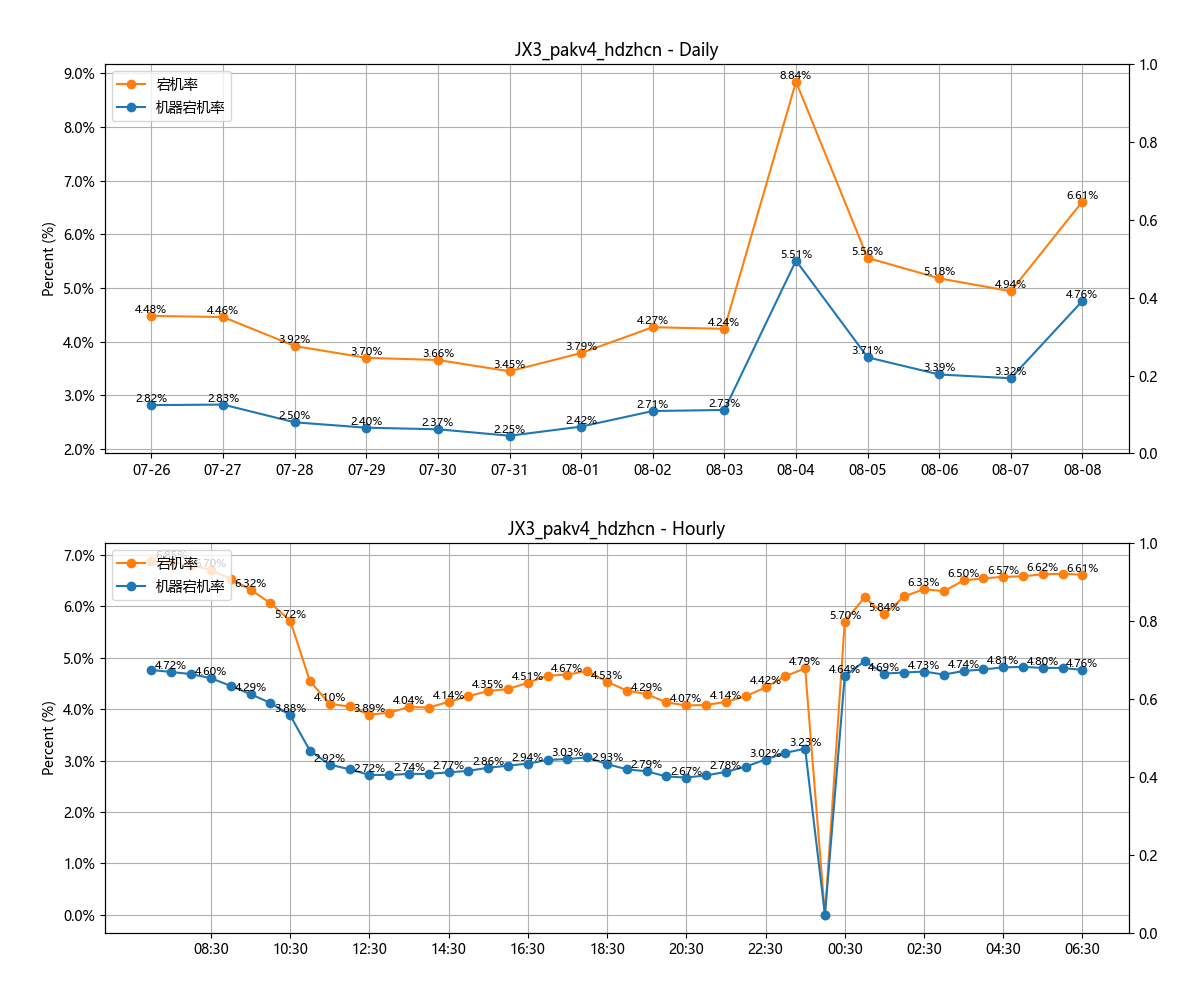 JX3_pakv4_hdzhcn - Daily
宕机率
机器宕机率
Percent (%)
9.0%
8.0%
7.0%
6.0%
5.0%
4.0%
3.0%
2.0%
1.0
0.8
0.6
0.4
0.2
0.0
4.48% 4.46% 3.92% 3.70% 3.66% 3.45% 3.79% 4.27% 4.24% 8.84% 5.56% 5.18% 4.94% 6.61%
2.82% 2.83% 2.50% 2.40% 2.37% 2.25% 2.42% 2.71% 2.73% 5.51% 3.71% 3.39% 3.32% 4.76%
07-26 07-27 07-28 07-29 07-30 07-31 08-01 08-02 08-03 08-04 08-05 08-06 08-07 08-08
JX3_pakv4_hdzhcn - Hourly
宕机率
机器宕机率
Percent (%)
7.0%
6.0%
5.0%
4.0%
3.0%
2.0%
1.0%
0.0%
1.0
0.8
0.6
0.4
0.2
0.0
6.32% 5.72% 4.10% 3.89% 4.04% 4.14% 4.35% 4.51% 4.67% 4.53% 4.29% 4.07% 4.14% 4.42% 4.79% 5.70% 5.84% 6.33% 6.50% 6.57% 6.62% 6.61%
4.72% 4.60% 4.29% 3.88% 2.92% 2.72% 2.74% 2.77% 2.86% 2.94% 3.03% 2.93% 2.79% 2.67% 2.78% 3.02% 3.23% 4.64% 4.69% 4.73% 4.74% 4.81% 4.80% 4.76%
08:30 10:30 12:30 14:30 16:30 18:30 20:30 22:30 00:30 02:30 04:30 06:30